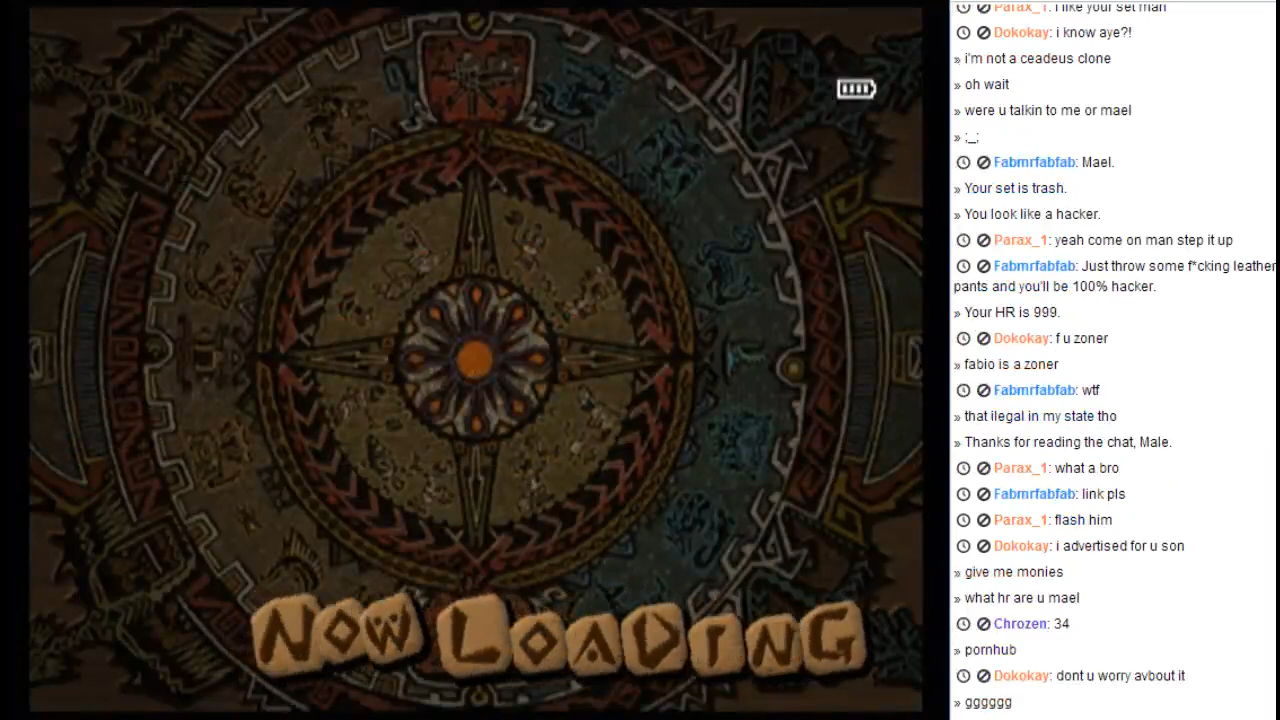 Parax_1: i like your set man
Dokokay: i know aye?!
» i'm not a ceadeus clone
» oh wait
» were u talkin to me or mael
» ;_;
Fabmrfabfab: Mael.
» Your set is trash.
» You look like a hacker.
Parax_1: yeah come on man step it up
Fabmrfabfab: Just throw some f*cking leather
pants and you'll be 100% hacker.
» Your HR is 999.
Dokokay: f u zoner
» fabio is a zoner
Fabmrfabfab: wtf
» that ilegal in my state tho
» Thanks for reading the chat, Male.
Parax_1: what a bro
Fabmrfabfab: link pls
Parax_1: flash him
Dokokay: i advertised for u son
» give me monies
» what hr are u mael
Chrozen: 34
» pornhub
Dokokay: dont u worry avbout it
» gggggg
NOW LOADING